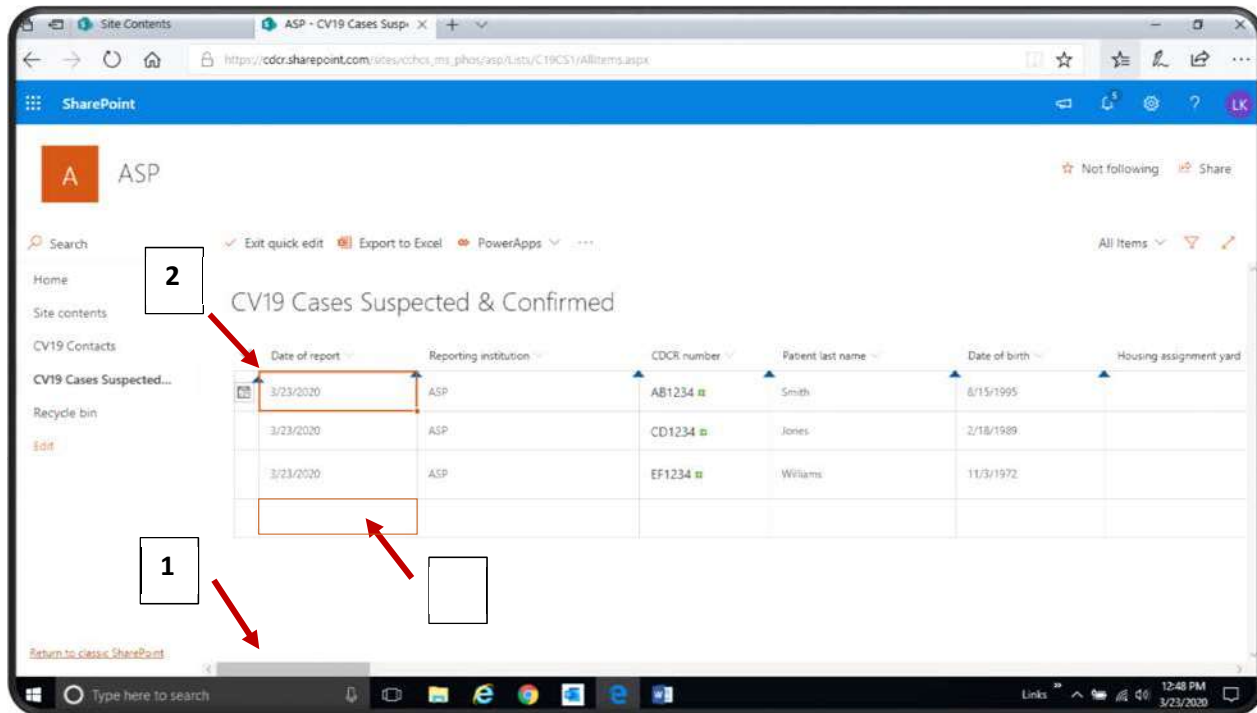 Site Contents
ASP - CV19 Cases Susp
https://cdcr.sharepoint.com/sites/cchcs_ms_phos/asp/Lists/C19CS1/AllItems.aspx
SharePoint
5
LK
A
ASP
Not following
Share
Search
Exit quick edit
Export to Excel
PowerApps
All Items
Home
2
Site contents
CV19 Cases Suspected & Confirmed
CV19 Contacts
CV19 Cases Suspected...
Recycle bin
Edit
Date of report
Reporting institution
CDCR number
Patient last name
Date of birth
Housing assignment yard
3/23/2020
ASP
AB1234
Smith
8/15/1995
3/23/2020
ASP
CD1234
Jones
2/18/1989
3/23/2020
ASP
EF1234
Williams
11/3/1972
1
Return to classic SharePoint
Type here to search
Links
12:48 PM
3/23/2020